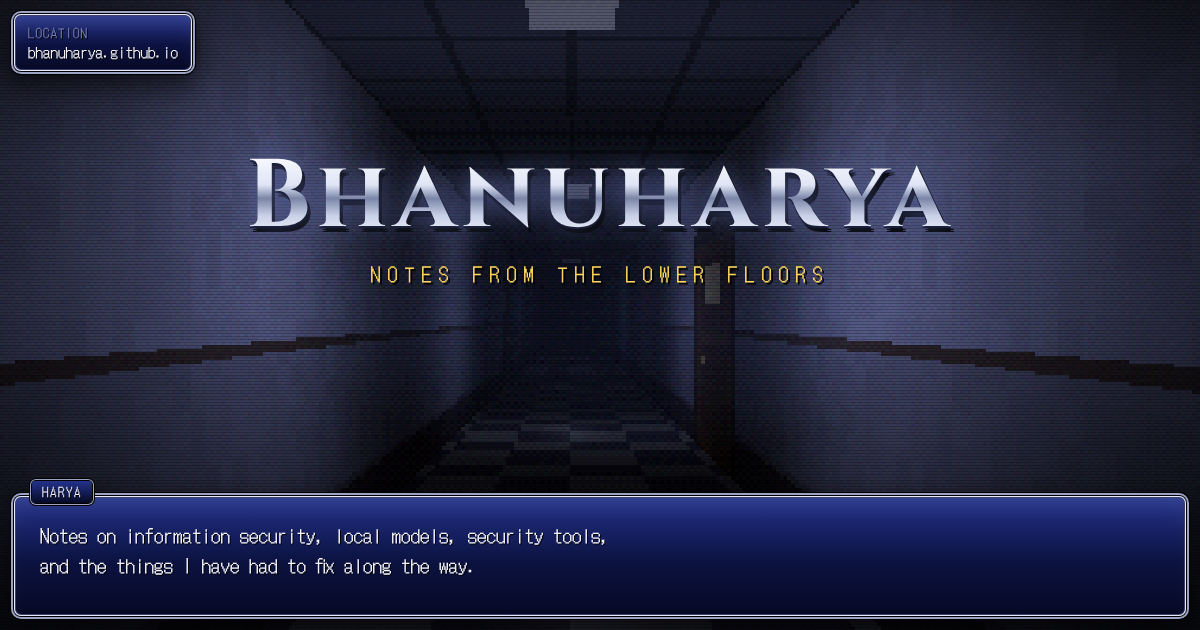 LOCATION
bhanuharya.github.io
BHANUHARYA
NOTES FROM THE LOWER FLOORS
HARYA
Notes on information security, local models, security tools,
and the things I have had to fix along the way.